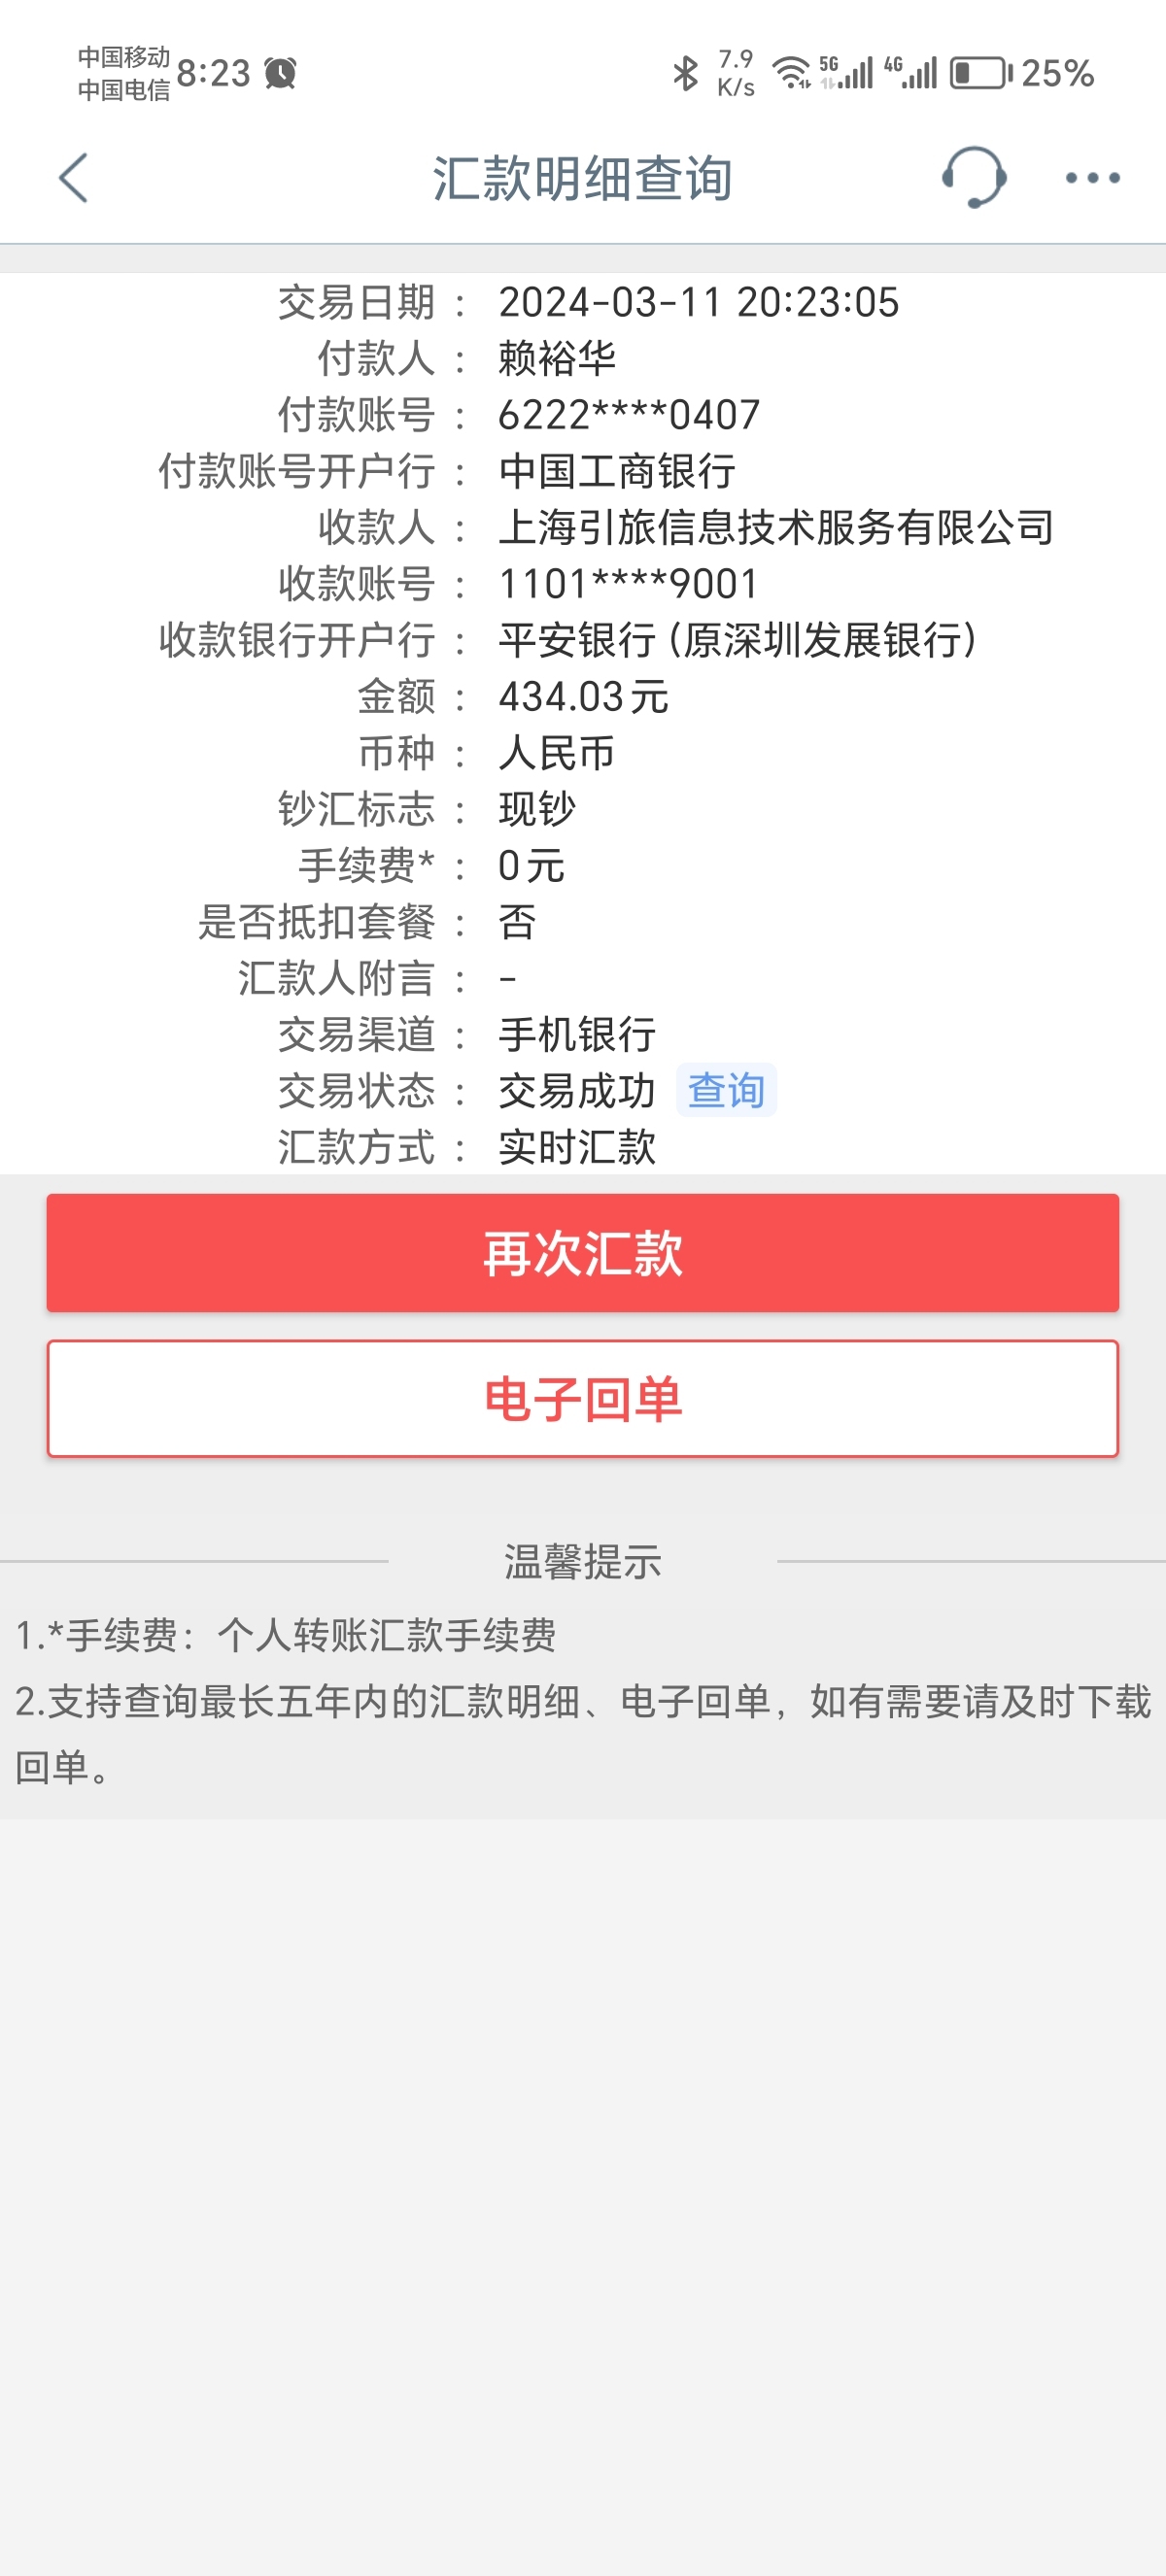 中国移动
中国电信
8:23
7.9
K/s
5G
4G
25%
汇款明细查询
交易日期 : 2024-03-11 20:23:05
付款人 : 赖裕华
付款账号 : 6222****0407
付款账号开户行 : 中国工商银行
收款人 : 上海引旅信息技术服务有限公司
收款账号 : 1101****9001
收款银行开户行 : 平安银行(原深圳发展银行)
金额 : 434.03元
币种 : 人民币
钞汇标志 : 现钞
手续费* : 0元
是否抵扣套餐 : 否
汇款人附言 : -
交易渠道 : 手机银行
交易状态 : 交易成功 查询
汇款方式 : 实时汇款
再次汇款
电子回单
温馨提示
1.*手续费：个人转账汇款手续费
2.支持查询最长五年内的汇款明细、电子回单，如有需要请及时下载
回单。